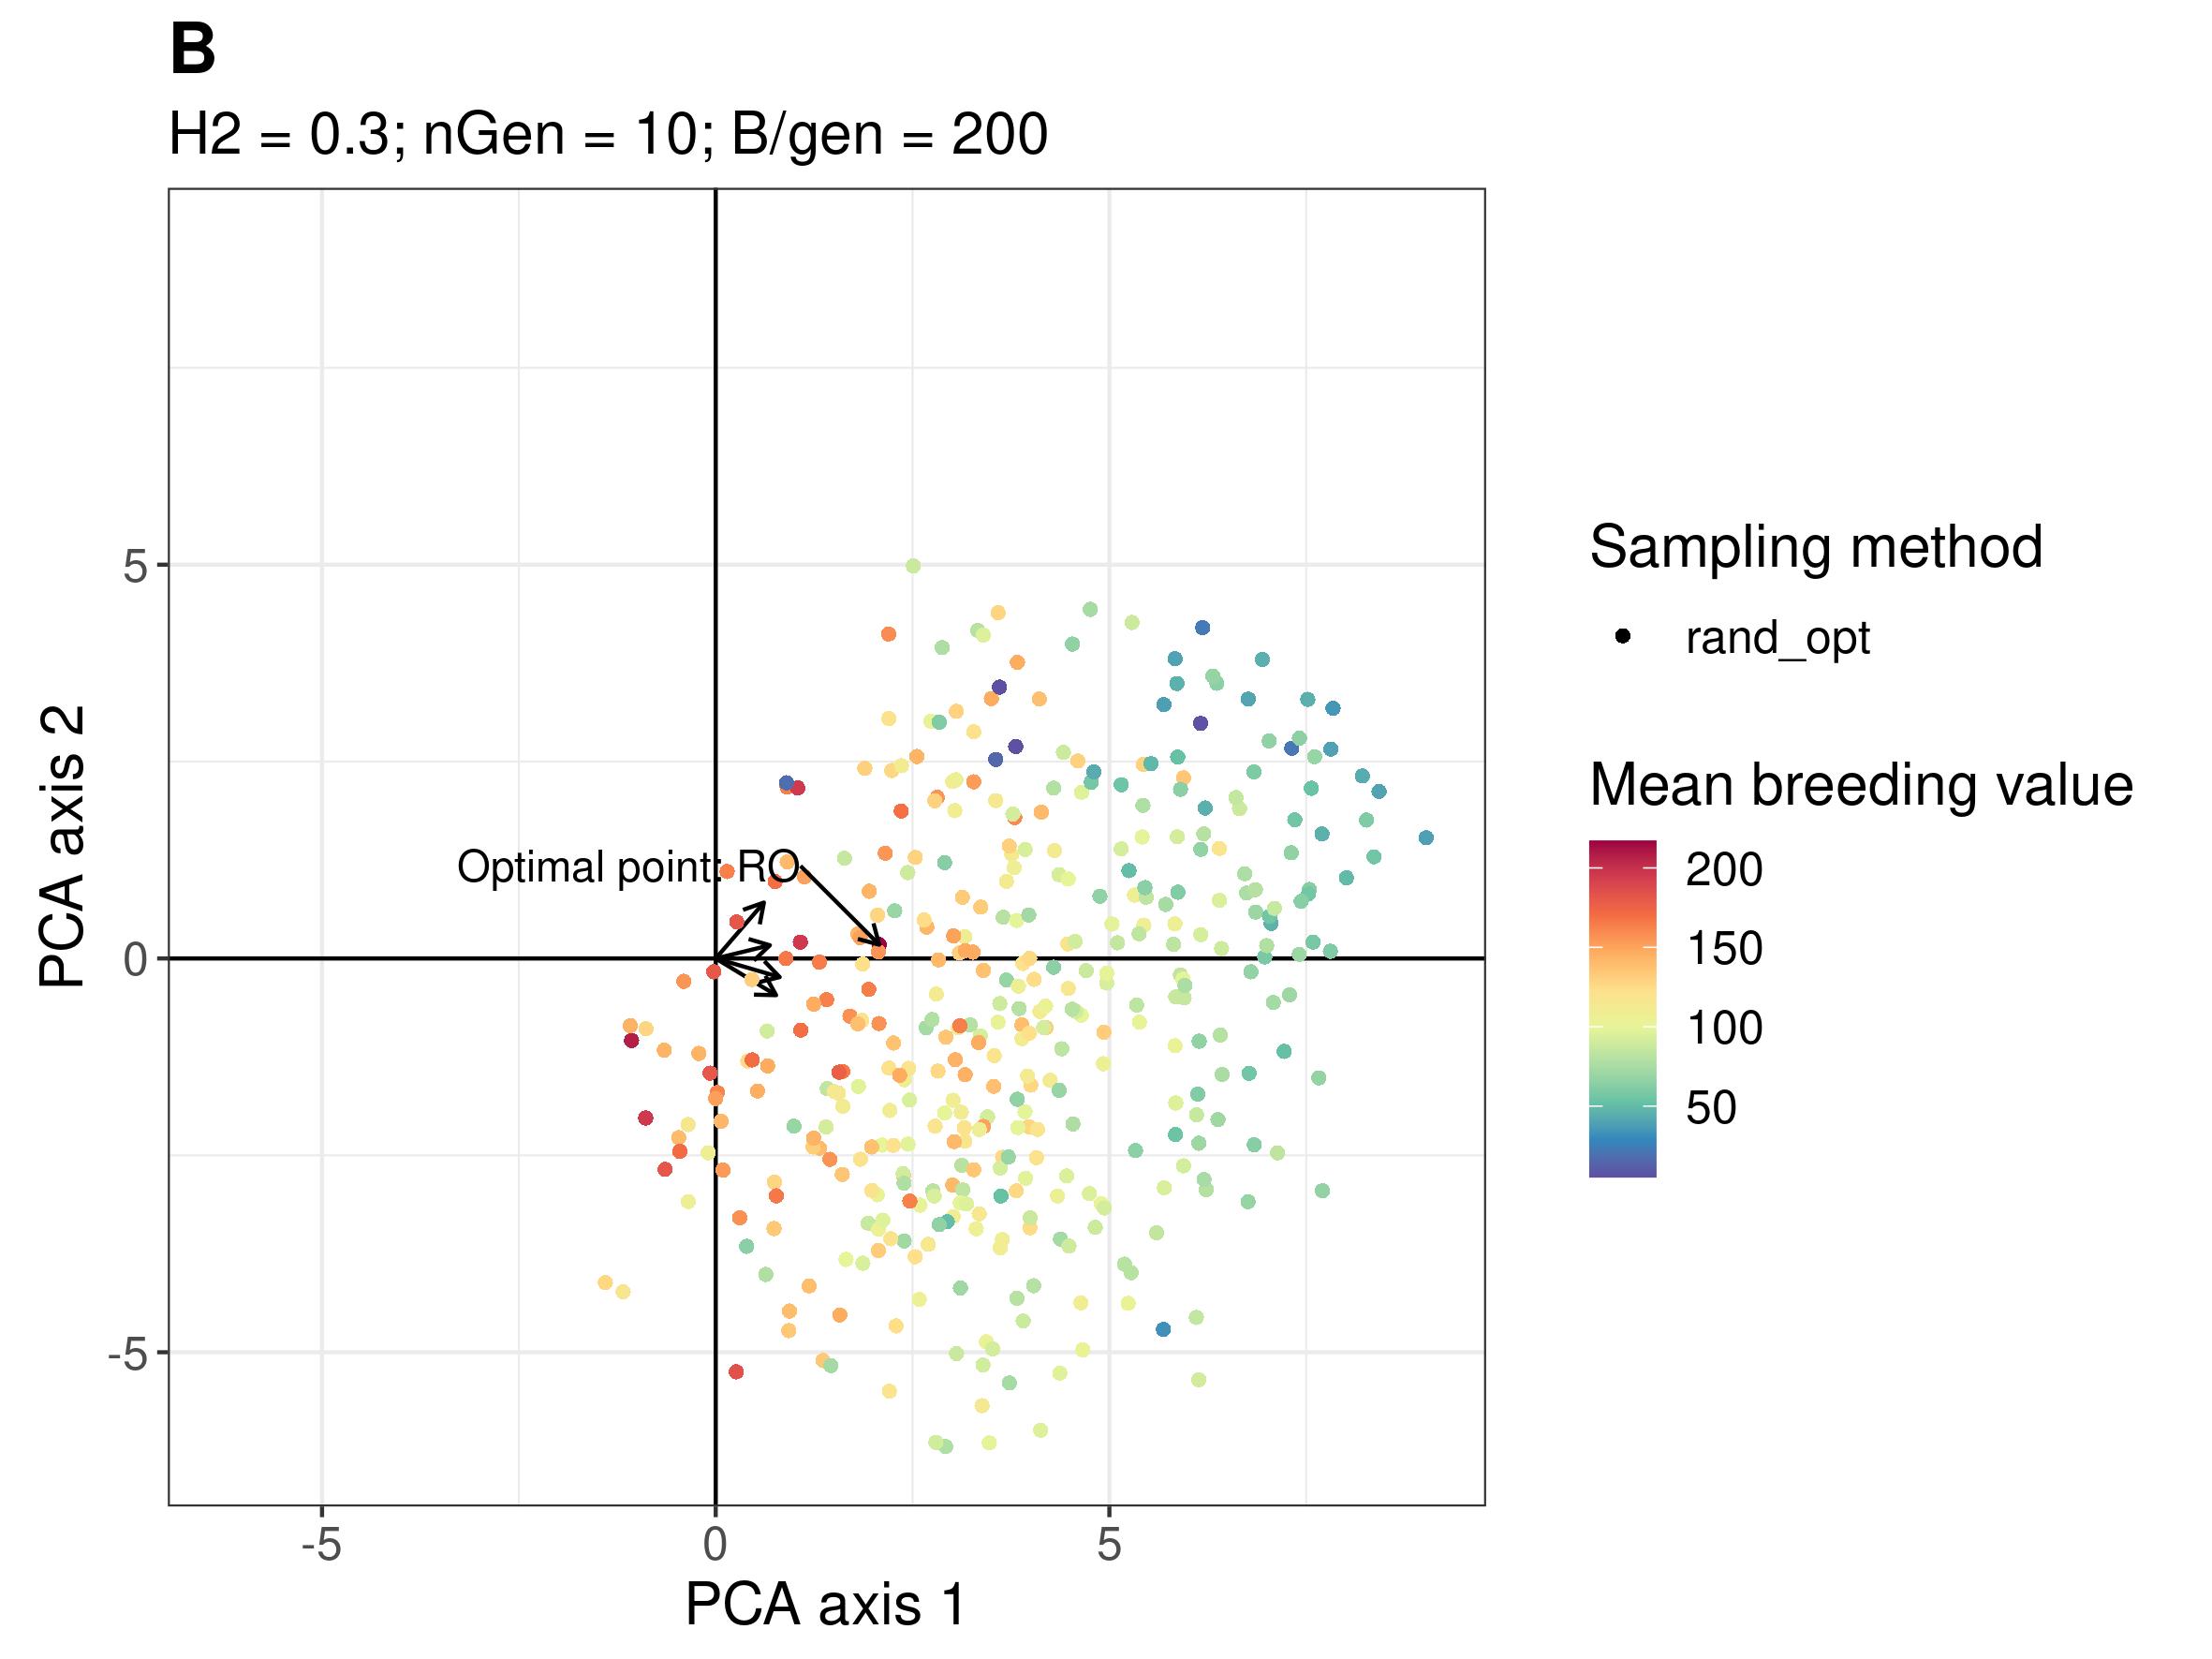 B
H2 = 0.3; nGen = 10; B/gen = 200
PCA axis 2
5
0
-5
Optimal point: RO
-5
0
5
PCA axis 1
Sampling method
rand_opt
Mean breeding value
200
150
100
50